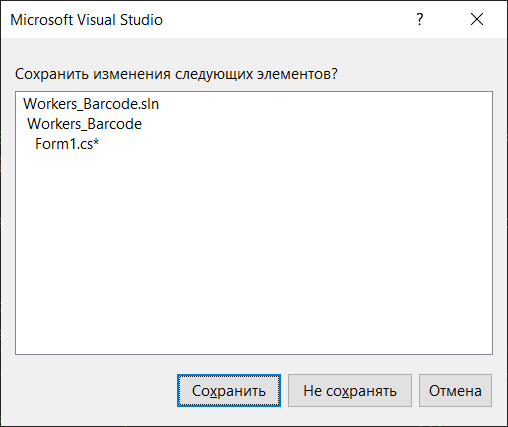 Microsoft Visual Studio
?
Сохранить изменения следующих элементов?
Workers_Barcode.sln
Workers_Barcode
Form1.cs*
Сохранить Не сохранять Отмена